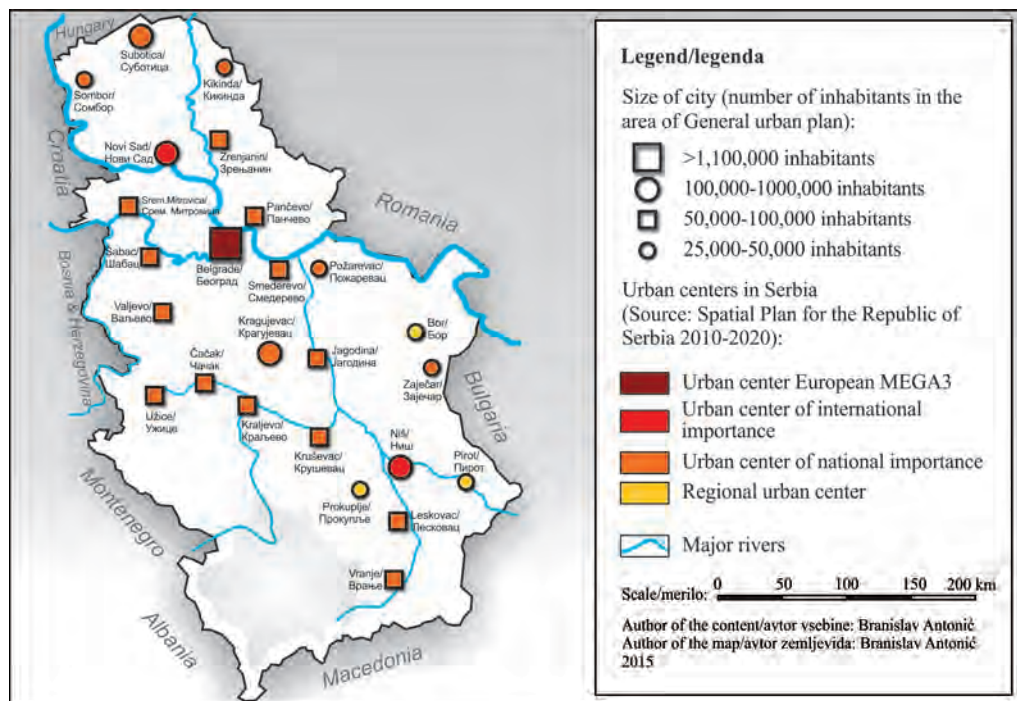 Hungary
Subotica/
Суботица
Sombor/
Сомбор
Kikinda/
Кикинда
Croatia
Novi Sad/
Нови Сад
Zrenjanin/
Зрењанин
Srem.Mitrovica/
Срем. Митровица
Pančevo/
Панчево
Romania
Šabac/
Шабац
Belgrade/
Београд
Smederevo/
Смедерево
Požarevac/
Пожаревац
Bosnia & Herzegovina
Valjevo/
Ваљево
Kragujevac/
Крагујевац
Bor/
Бор
Čačak/
Чачак
Jagodina/
Јагодина
Zaječar/
Зајечар
Bulgaria
Užice/
Ужице
Kraljevo/
Краљево
Kruševac/
Крушевац
Niš/
Ниш
Pirot/
Пирот
Prokuplje/
Прокупље
Leskovac/
Лесковац
Montenegro
Vranje/
Врање
Albania
Macedonia
Legend/legenda
Size of city (number of inhabitants in the
area of General urban plan):
>1,100,000 inhabitants
100,000-1000,000 inhabitants
50,000-100,000 inhabitants
25,000-50,000 inhabitants
Urban centers in Serbia
(Source: Spatial Plan for the Republic of
Serbia 2010-2020):
Urban center European MEGA3
Urban center of international
importance
Urban center of national importance
Regional urban center
Major rivers
Scale/merilo: 0 50 100 150 200 km
Author of the content/avtor vsebine: Branislav Antonić
Author of the map/avtor zemljevida: Branislav Antonić
2015